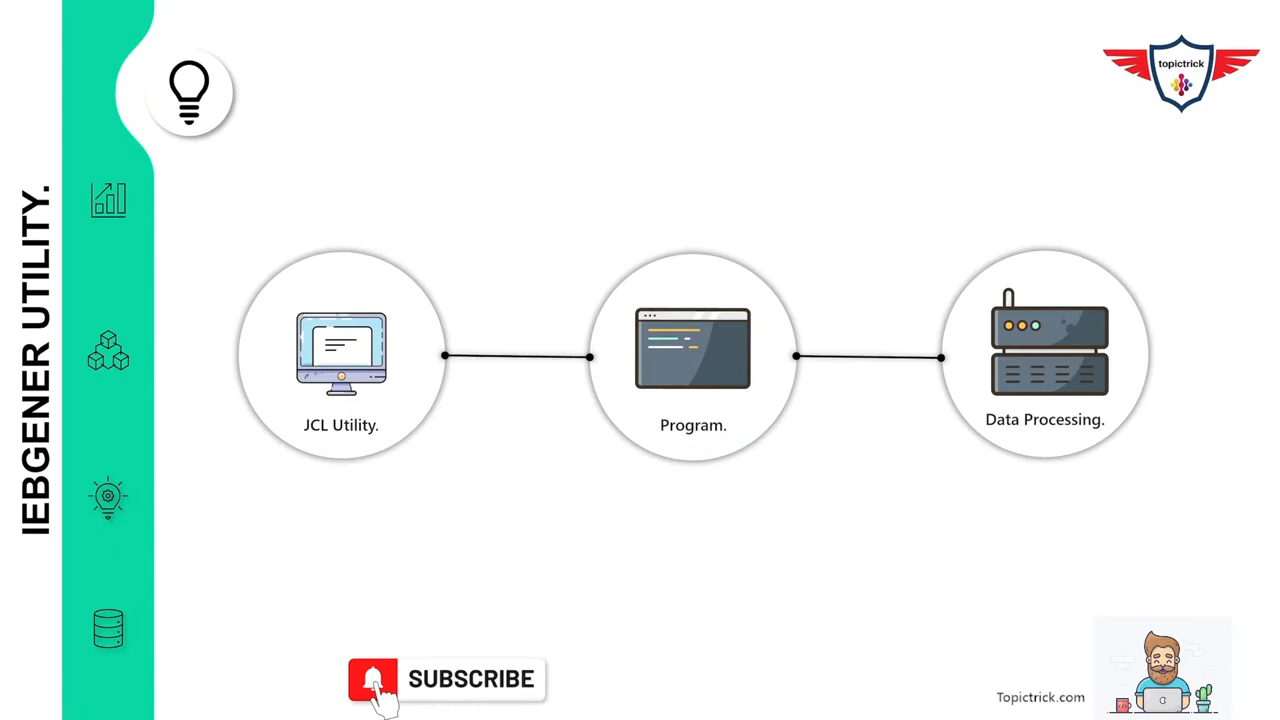 IEBGENER UTILITY.
topictrick
JCL Utility.
Program.
Data Processing.
SUBSCRIBE
Topictrick.com